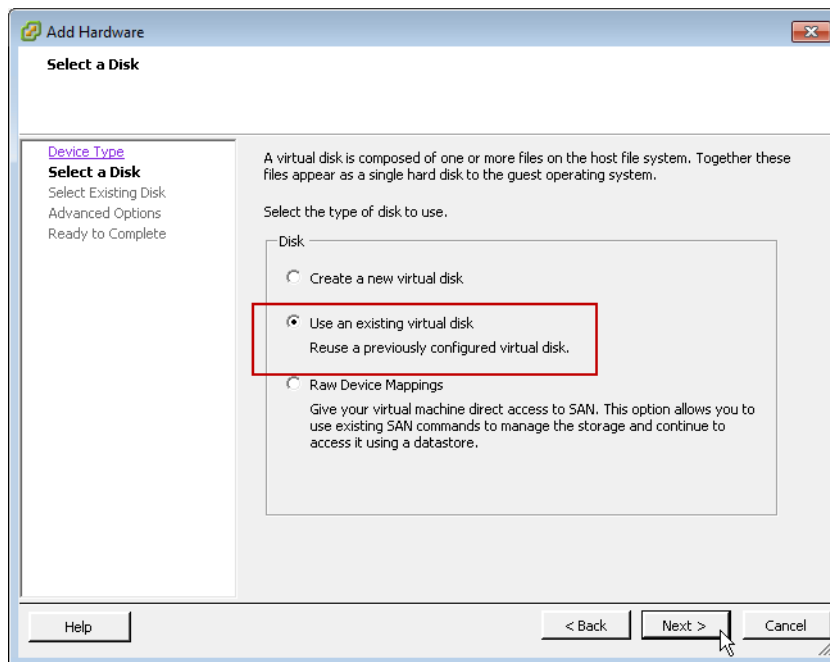 Add Hardware
Select a Disk
Device Type
Select a Disk
Select Existing Disk
Advanced Options
Ready to Complete
A virtual disk is composed of one or more files on the host file system. Together these
files appear as a single hard disk to the guest operating system.
Select the type of disk to use.
Disk
Create a new virtual disk
Use an existing virtual disk
Reuse a previously configured virtual disk.
Raw Device Mappings
Give your virtual machine direct access to SAN. This option allows you to
use existing SAN commands to manage the storage and continue to
access it using a datastore.
Help
< Back
Next >
Cancel